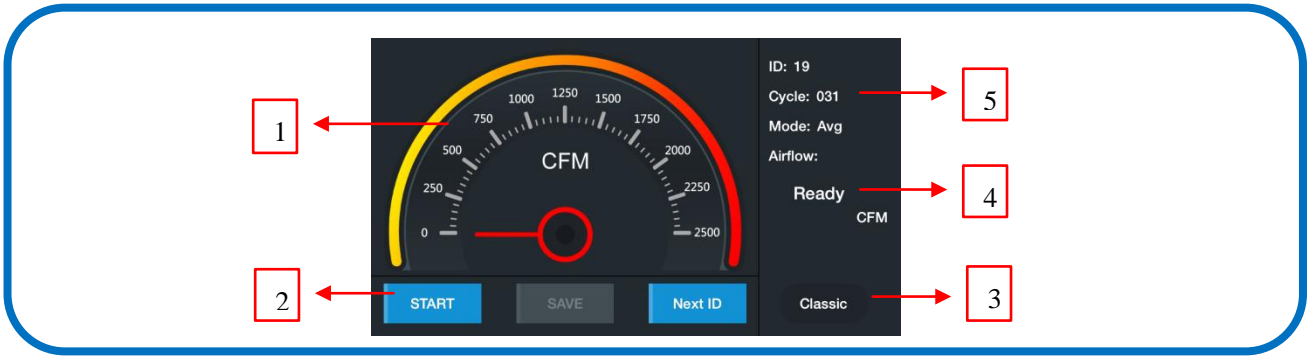 1250
1000
1500
750
1750
500
2000
CFM
250
2250
0
2500
START
SAVE
Next ID
ID: 19
Cycle: 031
Mode: Avg
Airflow:
Ready
CFM
Classic
1
2
3
4
5